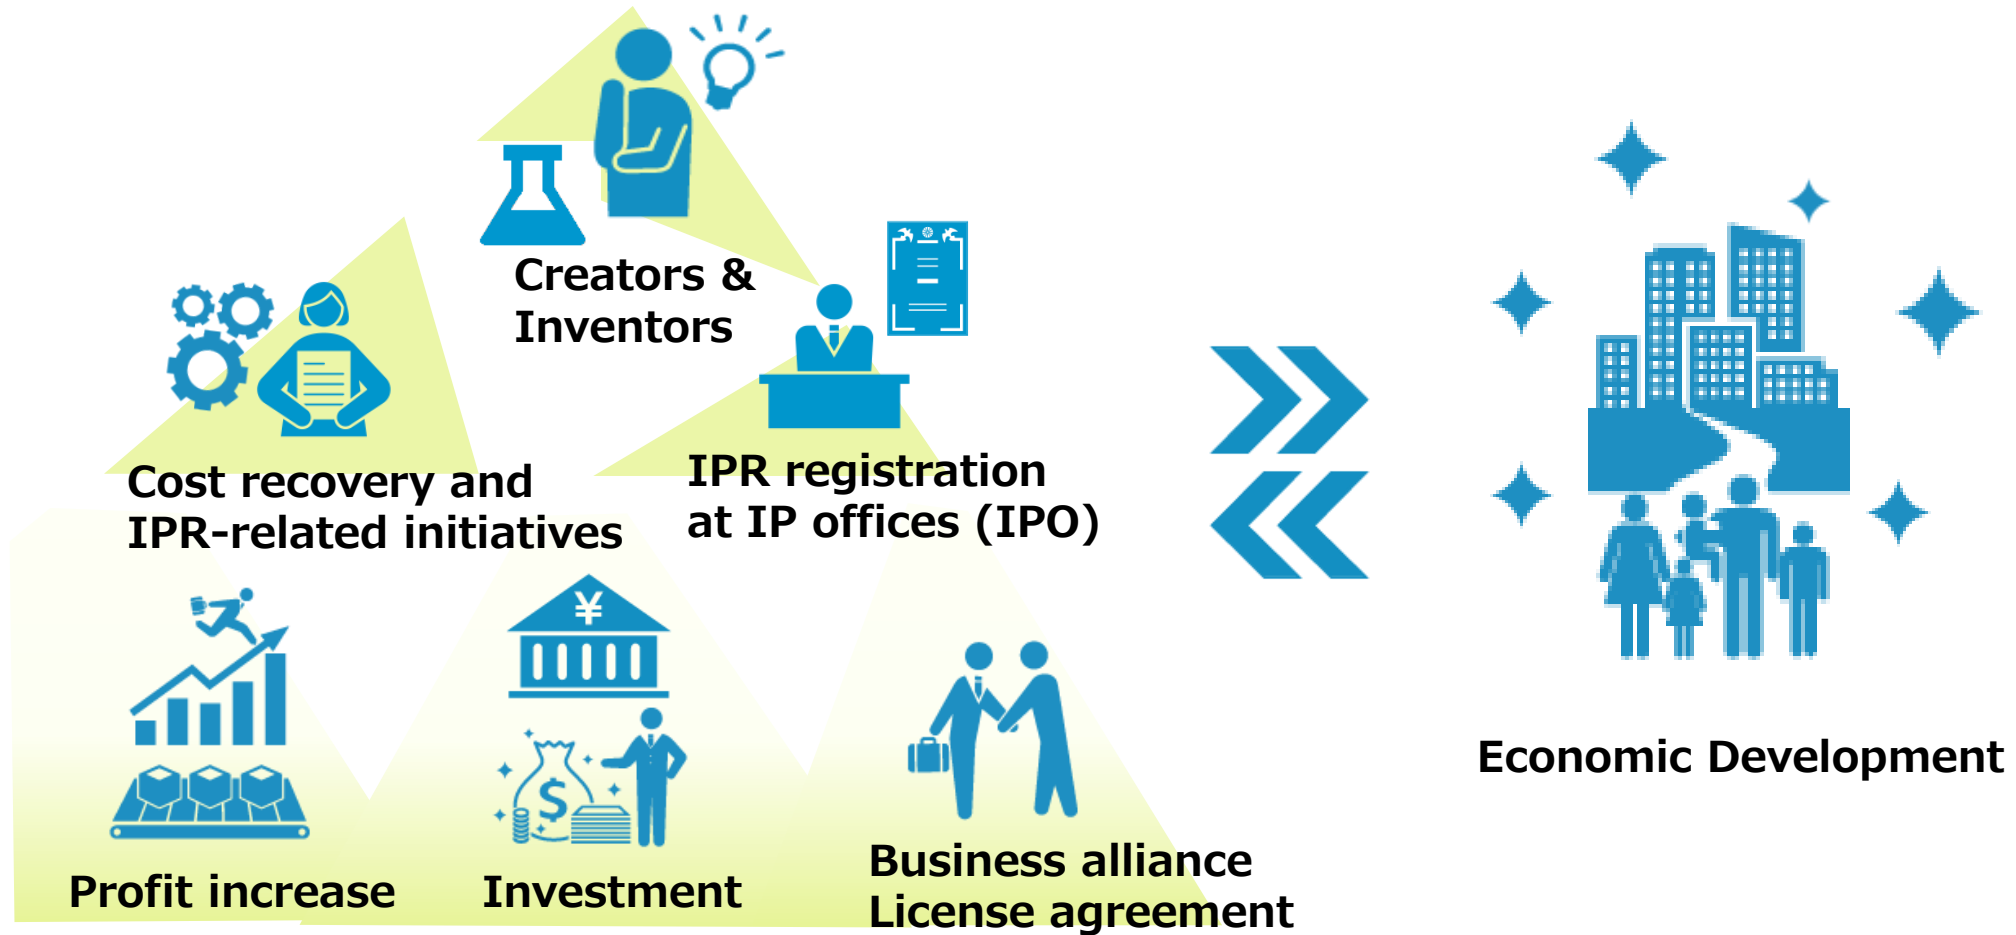 Creators &
Inventors
Cost recovery and
IPR-related initiatives
IPR registration
at IP offices (IPO)
¥
$
Profit increase
Investment
Business alliance
License agreement
Economic Development